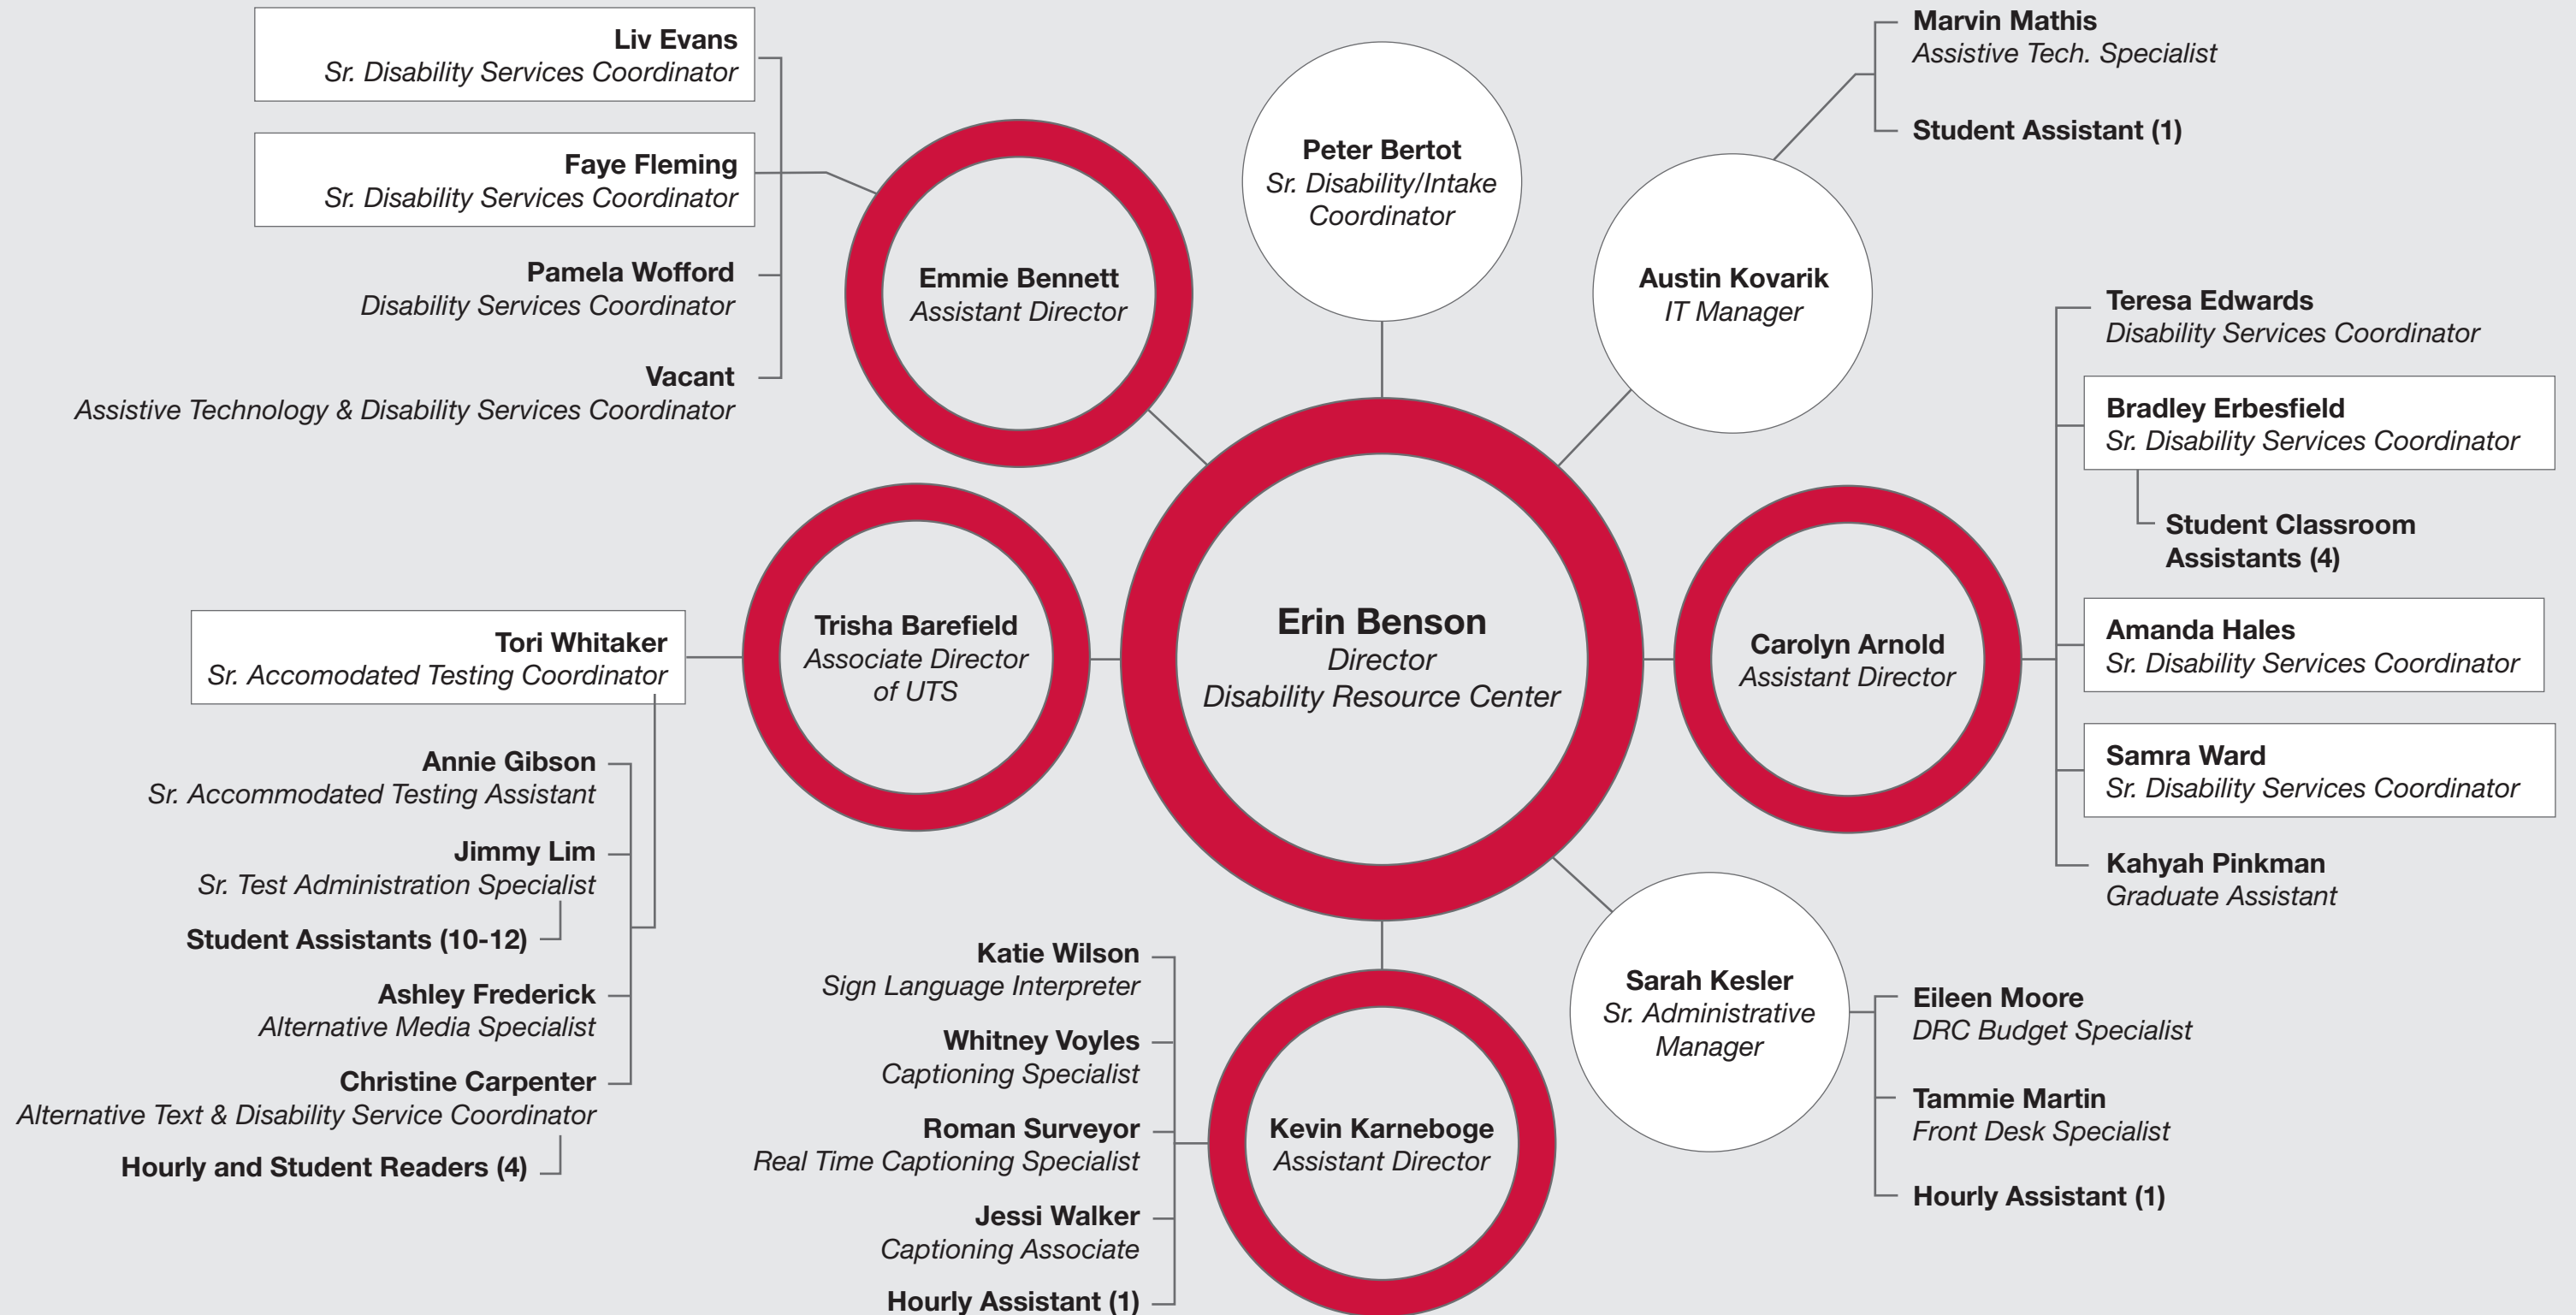 Liv Evans
Sr. Disability Services Coordinator
Faye Fleming
Sr. Disability Services Coordinator
Pamela Wofford
Disability Services Coordinator
Vacant
Assistive Technology & Disability Services Coordinator
Emmie Bennett
Assistant Director
Peter Bertot
Sr. Disability/Intake
Coordinator
Austin Kovarik
IT Manager
Marvin Mathis
Assistive Tech. Specialist
Student Assistant (1)
Erin Benson
Director
Disability Resource Center
Trisha Barefield
Associate Director
of UTS
Tori Whitaker
Sr. Accomodated Testing Coordinator
Annie Gibson
Sr. Accommodated Testing Assistant
Jimmy Lim
Sr. Test Administration Specialist
Student Assistants (10-12)
Ashley Frederick
Alternative Media Specialist
Christine Carpenter
Alternative Text & Disability Service Coordinator
Hourly and Student Readers (4)
Carolyn Arnold
Assistant Director
Teresa Edwards
Disability Services Coordinator
Bradley Erbesfield
Sr. Disability Services Coordinator
Student Classroom
Assistants (4)
Amanda Hales
Sr. Disability Services Coordinator
Samra Ward
Sr. Disability Services Coordinator
Kahyah Pinkman
Graduate Assistant
Katie Wilson
Sign Language Interpreter
Whitney Voyles
Captioning Specialist
Roman Surveyor
Real Time Captioning Specialist
Jessi Walker
Captioning Associate
Hourly Assistant (1)
Kevin Karneboge
Assistant Director
Sarah Kesler
Sr. Administrative
Manager
Eileen Moore
DRC Budget Specialist
Tammie Martin
Front Desk Specialist
Hourly Assistant (1)